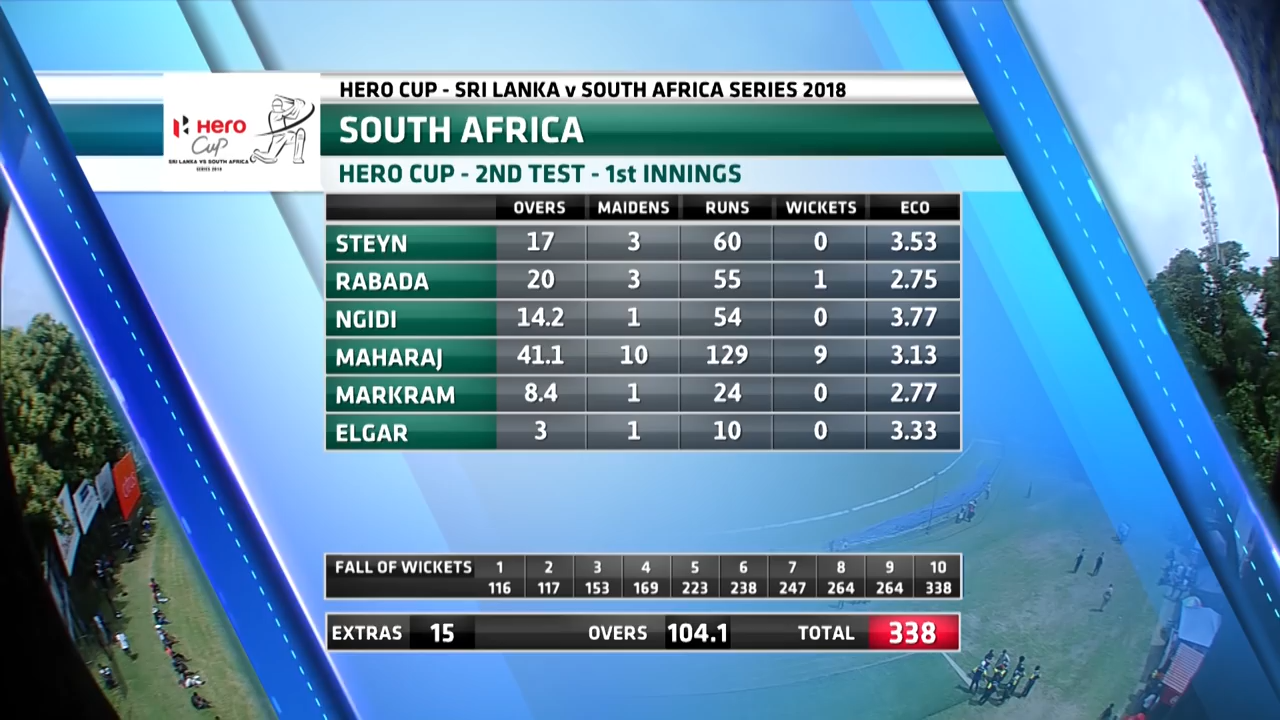 HERO CUP - SRI LANKA v SOUTH AFRICA SERIES 2018
Hero
Cup
SRI LANKA VS SOUTH AFRICA
SERIES 2018
SOUTH AFRICA
HERO CUP - 2ND TEST - 1st INNINGS
OVERS MAIDENS RUNS WICKETS ECO
STEYN 17 3 60 0 3.53
RABADA 20 3 55 1 2.75
NGIDI 14.2 1 54 0 3.77
MAHARAJ 41.1 10 129 9 3.13
MARKRAM 8.4 1 24 0 2.77
ELGAR 3 1 10 0 3.33
FALL OF WICKETS 1 2 3 4 5 6 7 8 9 10
116 117 153 169 223 238 247 264 264 338
EXTRAS 15 OVERS 104.1 TOTAL 338